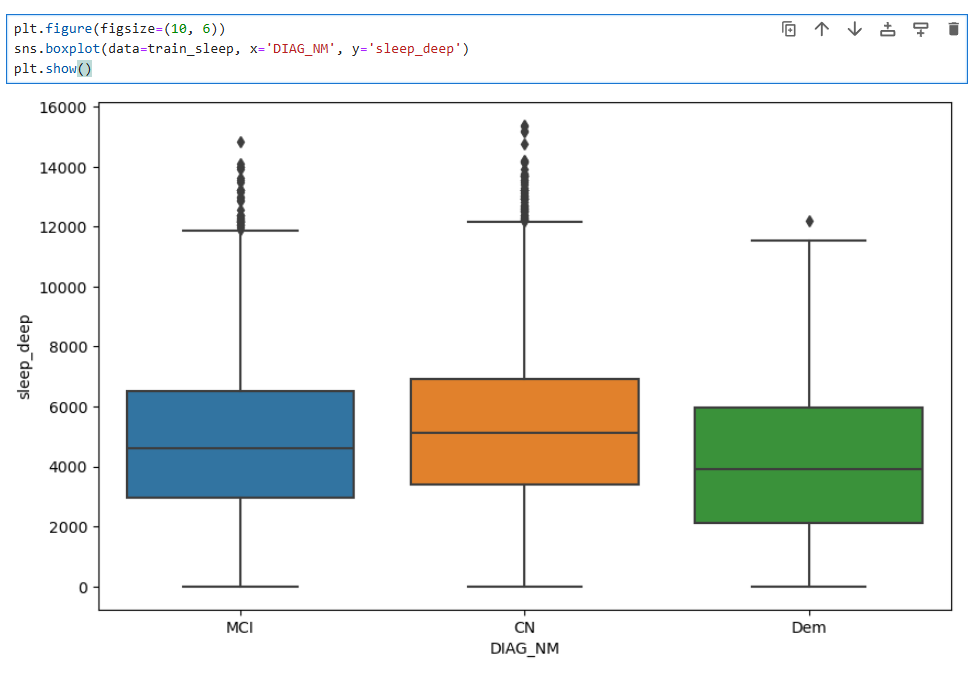 plt.figure(figsize=(10, 6))
sns.boxplot(data=train_sleep, x='DIAG_NM', y='sleep_deep')
plt.show()
16000
14000
12000
10000
8000
6000
4000
2000
0
sleep_deep
MCI
CN
Dem
DIAG_NM